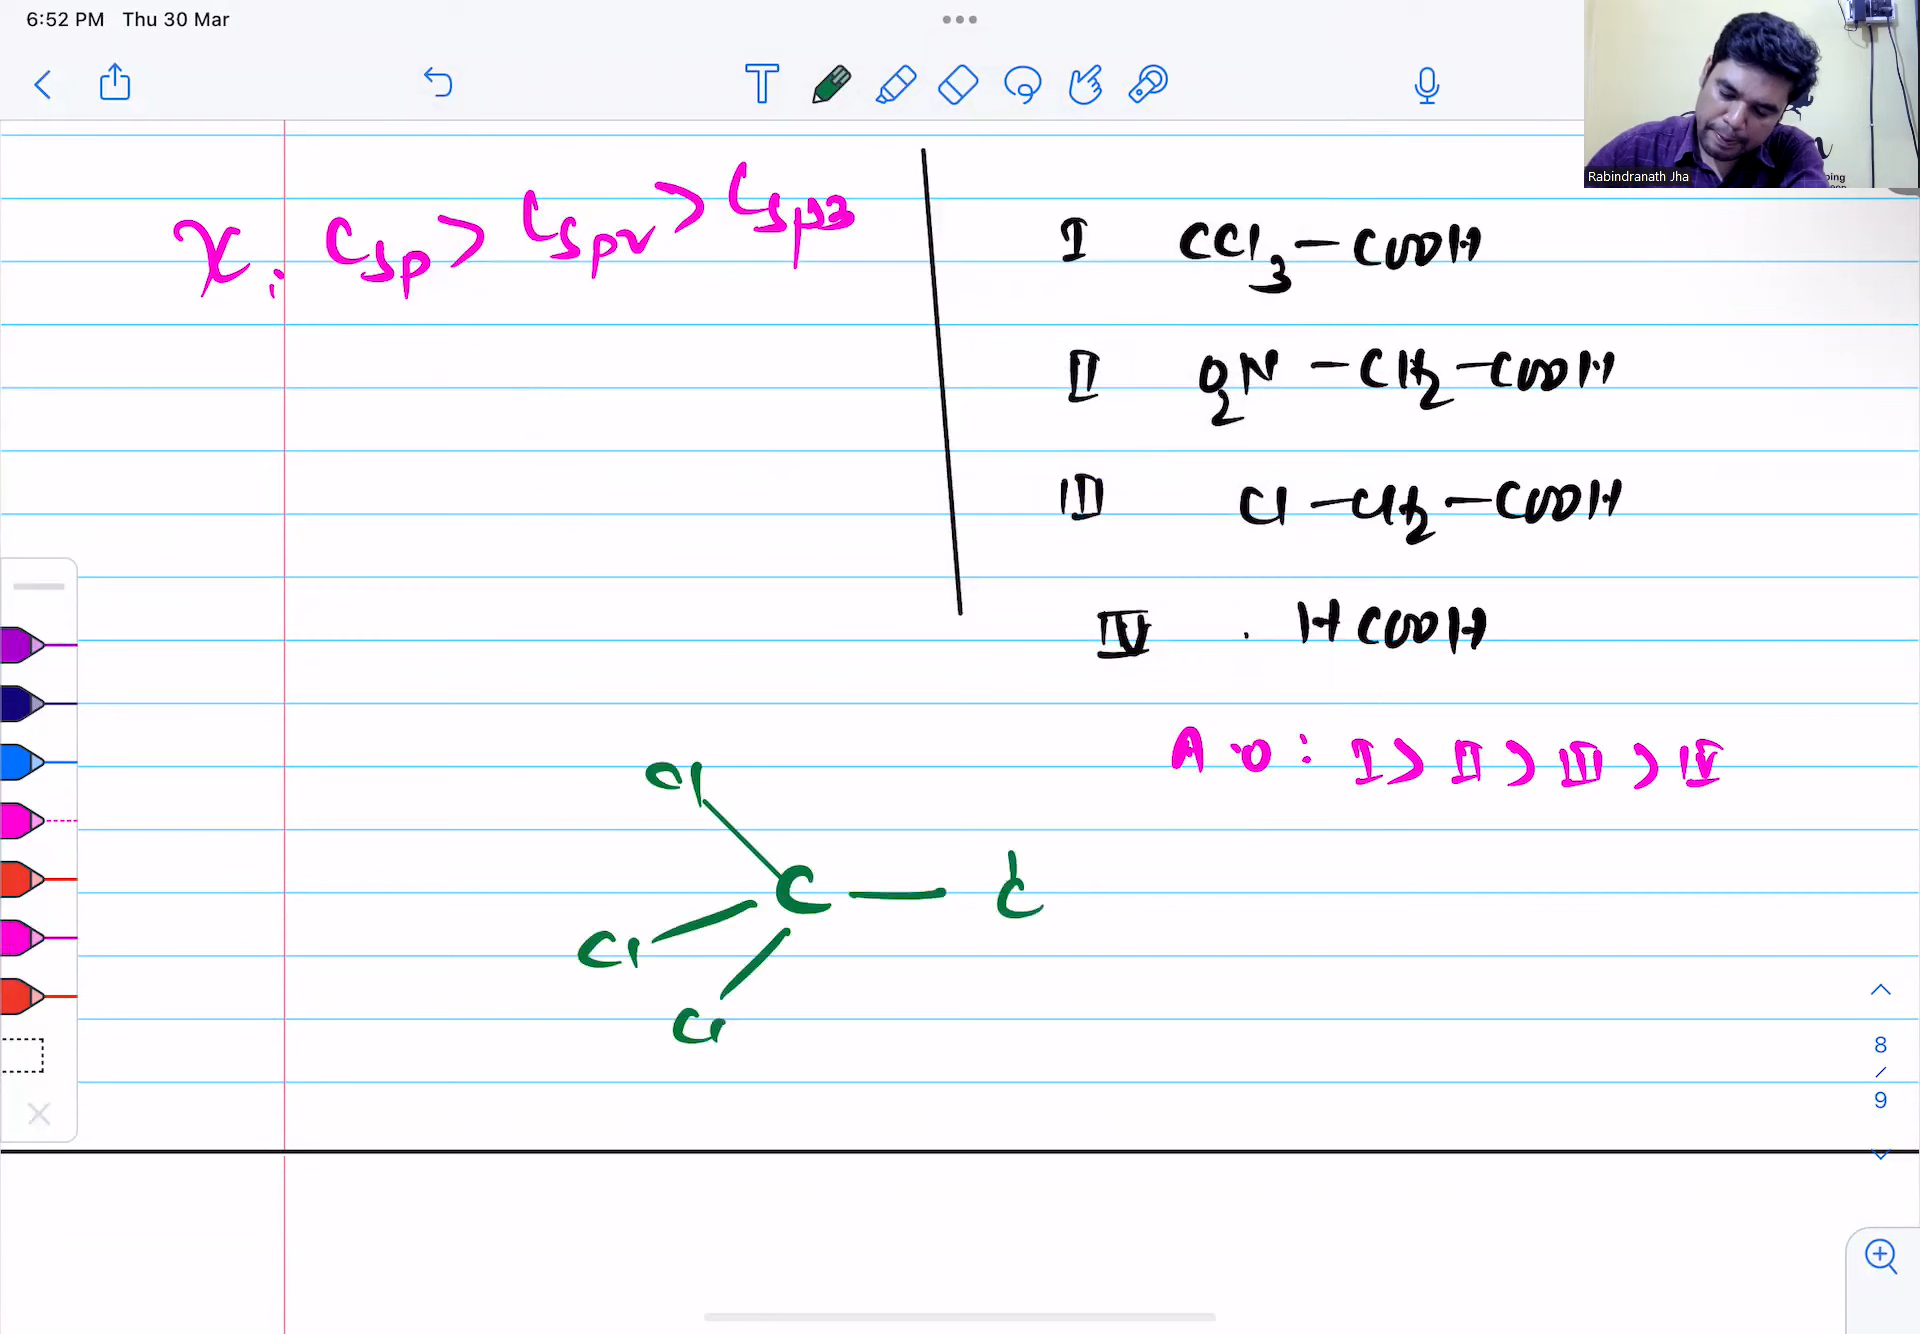 6:52 PM Thu 30 Mar
Rabindranath Jha
χ: Csp > Csp2 > Csp3
I CCl3 – COOH
II O2N – CH2 – COOH
III Cl – CH2 – COOH
IV HCOOH
A O : I > II > III > IV
Cl
C — C
Cl
Cl
8
/
9